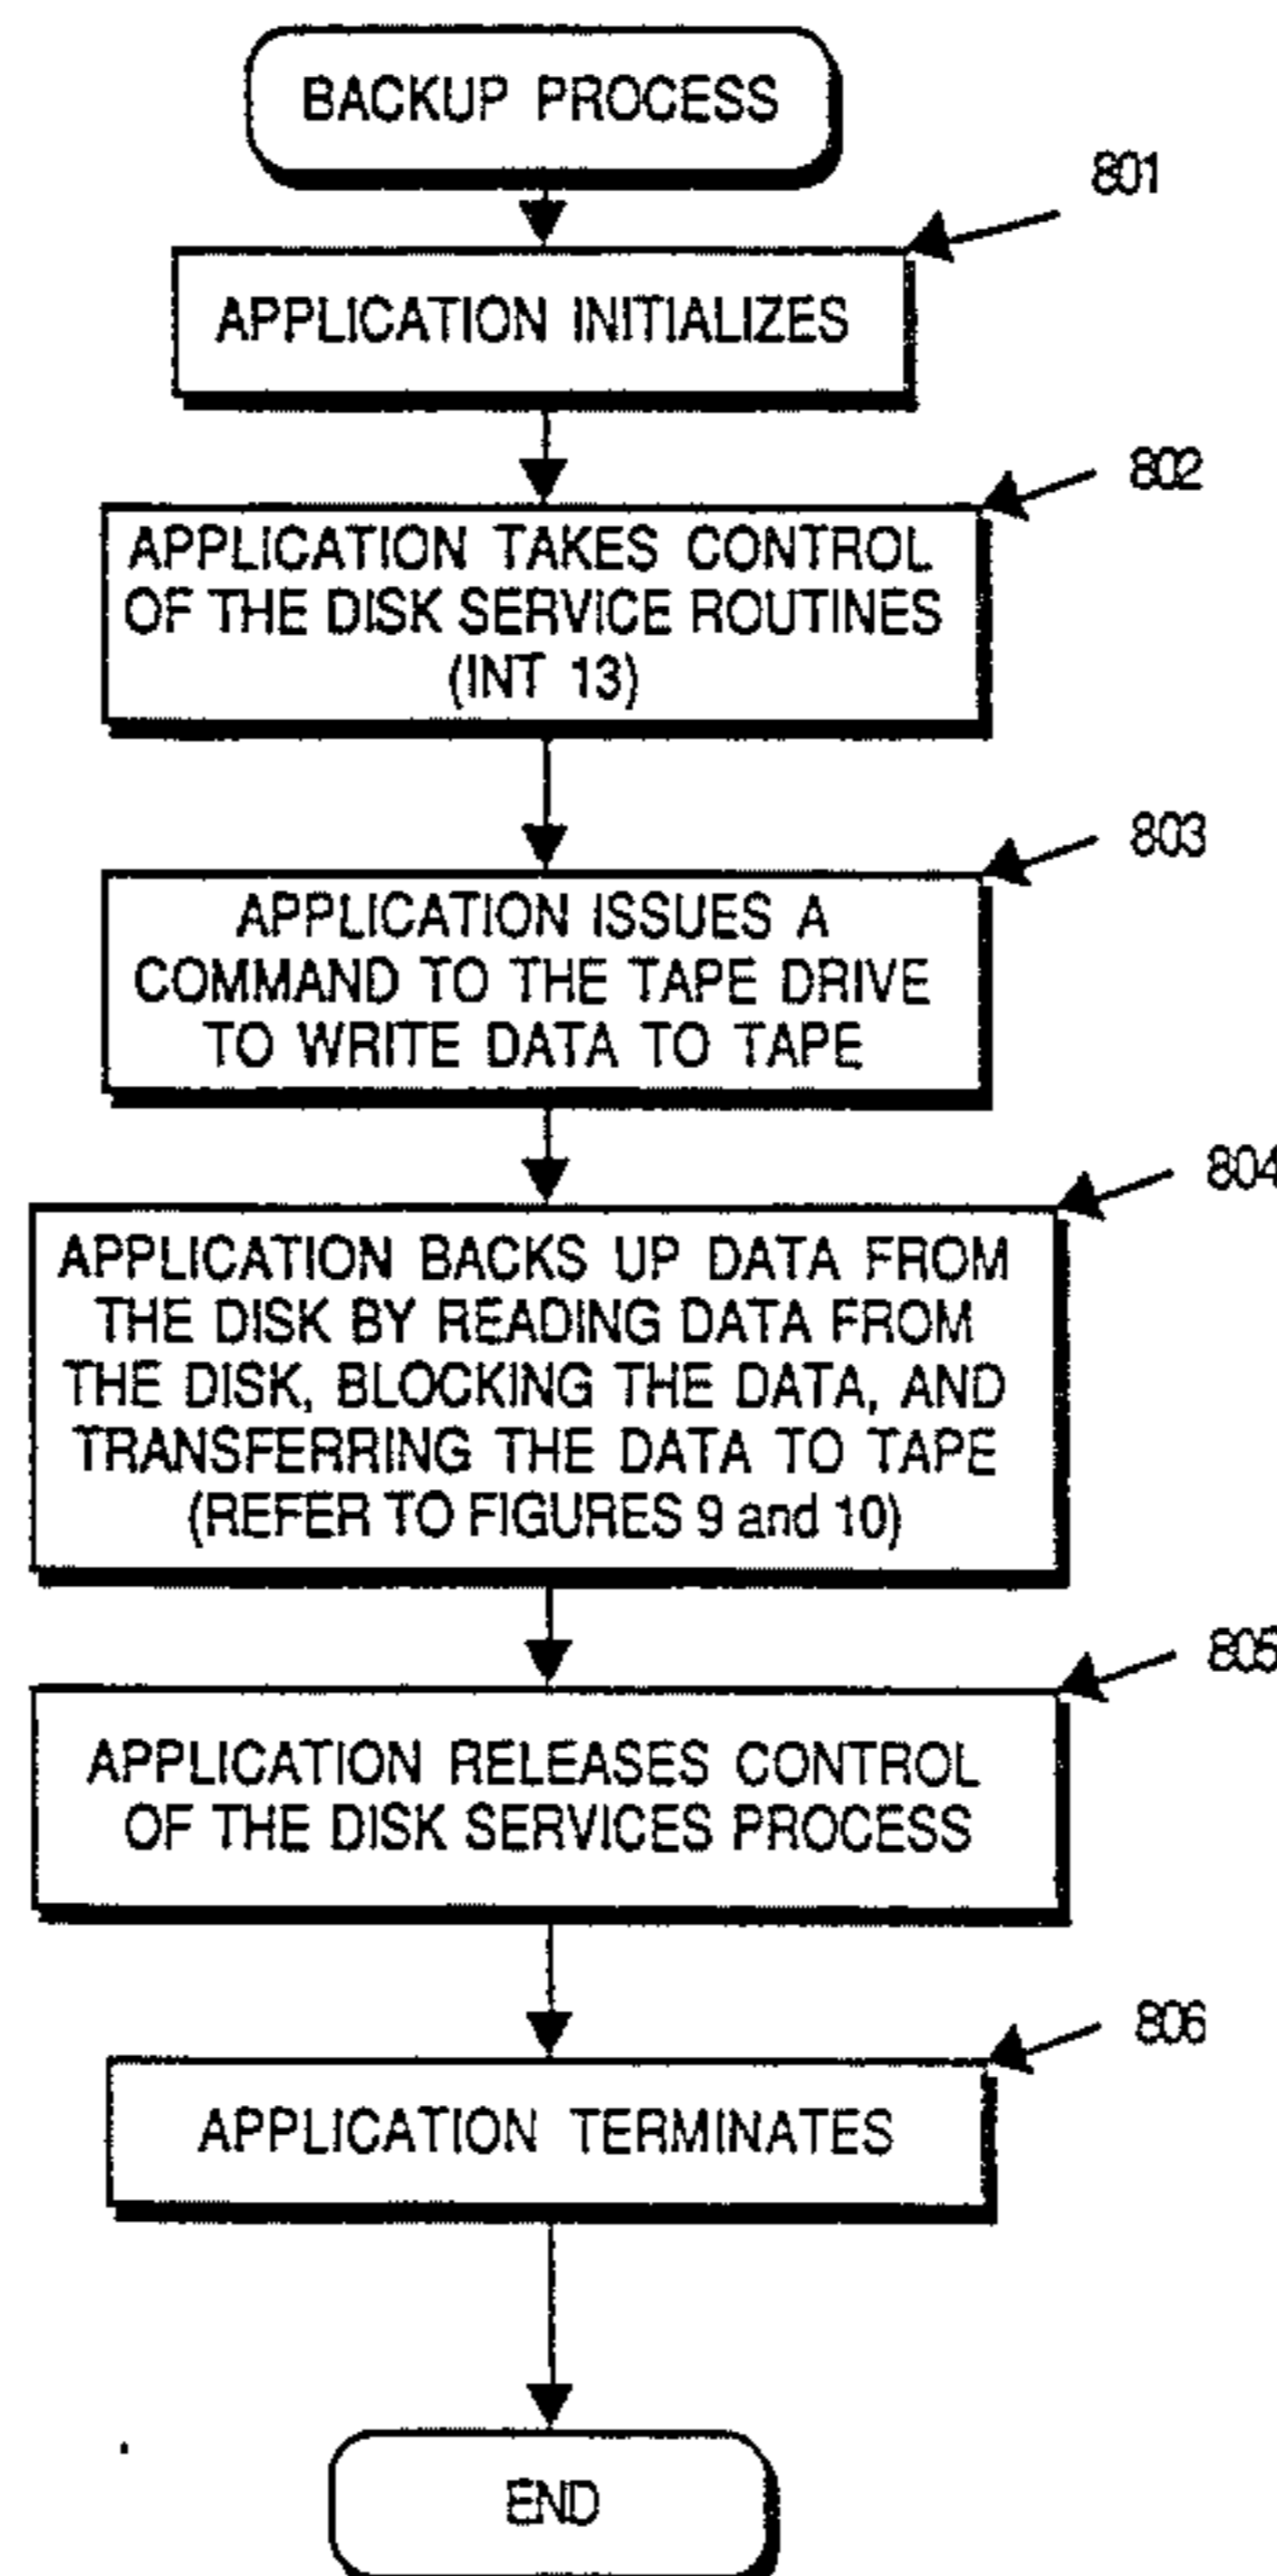 BACKUP PROCESS
801
APPLICATION INITIALIZES
802
APPLICATION TAKES CONTROL
OF THE DISK SERVICE ROUTINES
(INT 13)
803
APPLICATION ISSUES A
COMMAND TO THE TAPE DRIVE
TO WRITE DATA TO TAPE
804
APPLICATION BACKS UP DATA FROM
THE DISK BY READING DATA FROM
THE DISK, BLOCKING THE DATA, AND
TRANSFERRING THE DATA TO TAPE
(REFER TO FIGURES 9 and 10)
805
APPLICATION RELEASES CONTROL
OF THE DISK SERVICES PROCESS
806
APPLICATION TERMINATES
END